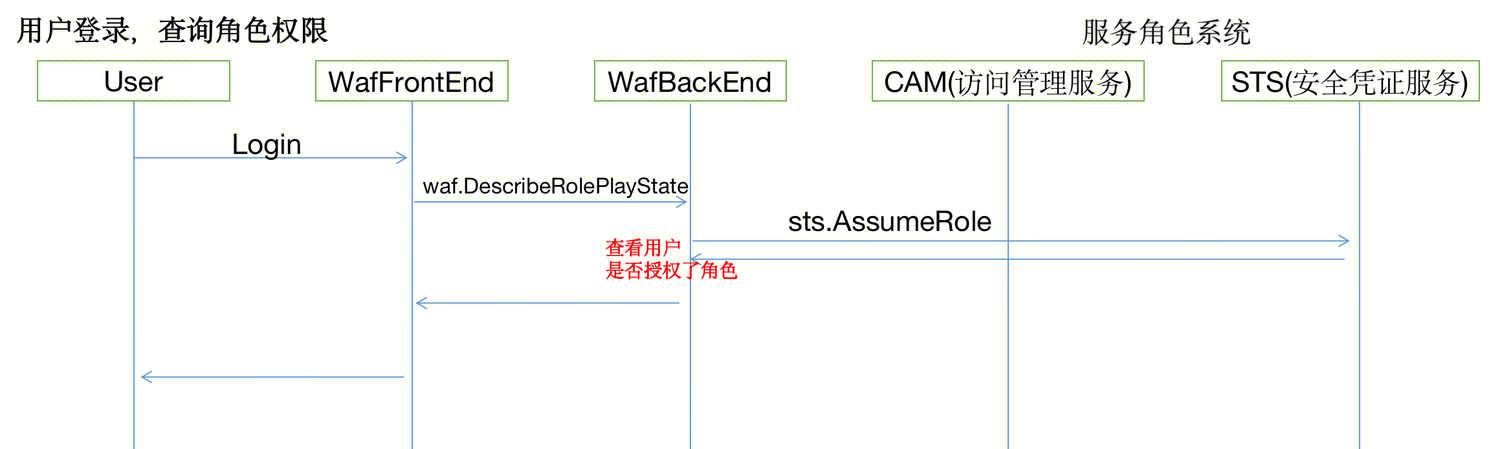 用户登录，查询角色权限
服务角色系统
User
WafFrontEnd
WafBackEnd
CAM(访问管理服务)
STS(安全凭证服务)
Login
waf.DescribeRolePlayState
sts.AssumeRole
查看用户
是否授权了角色